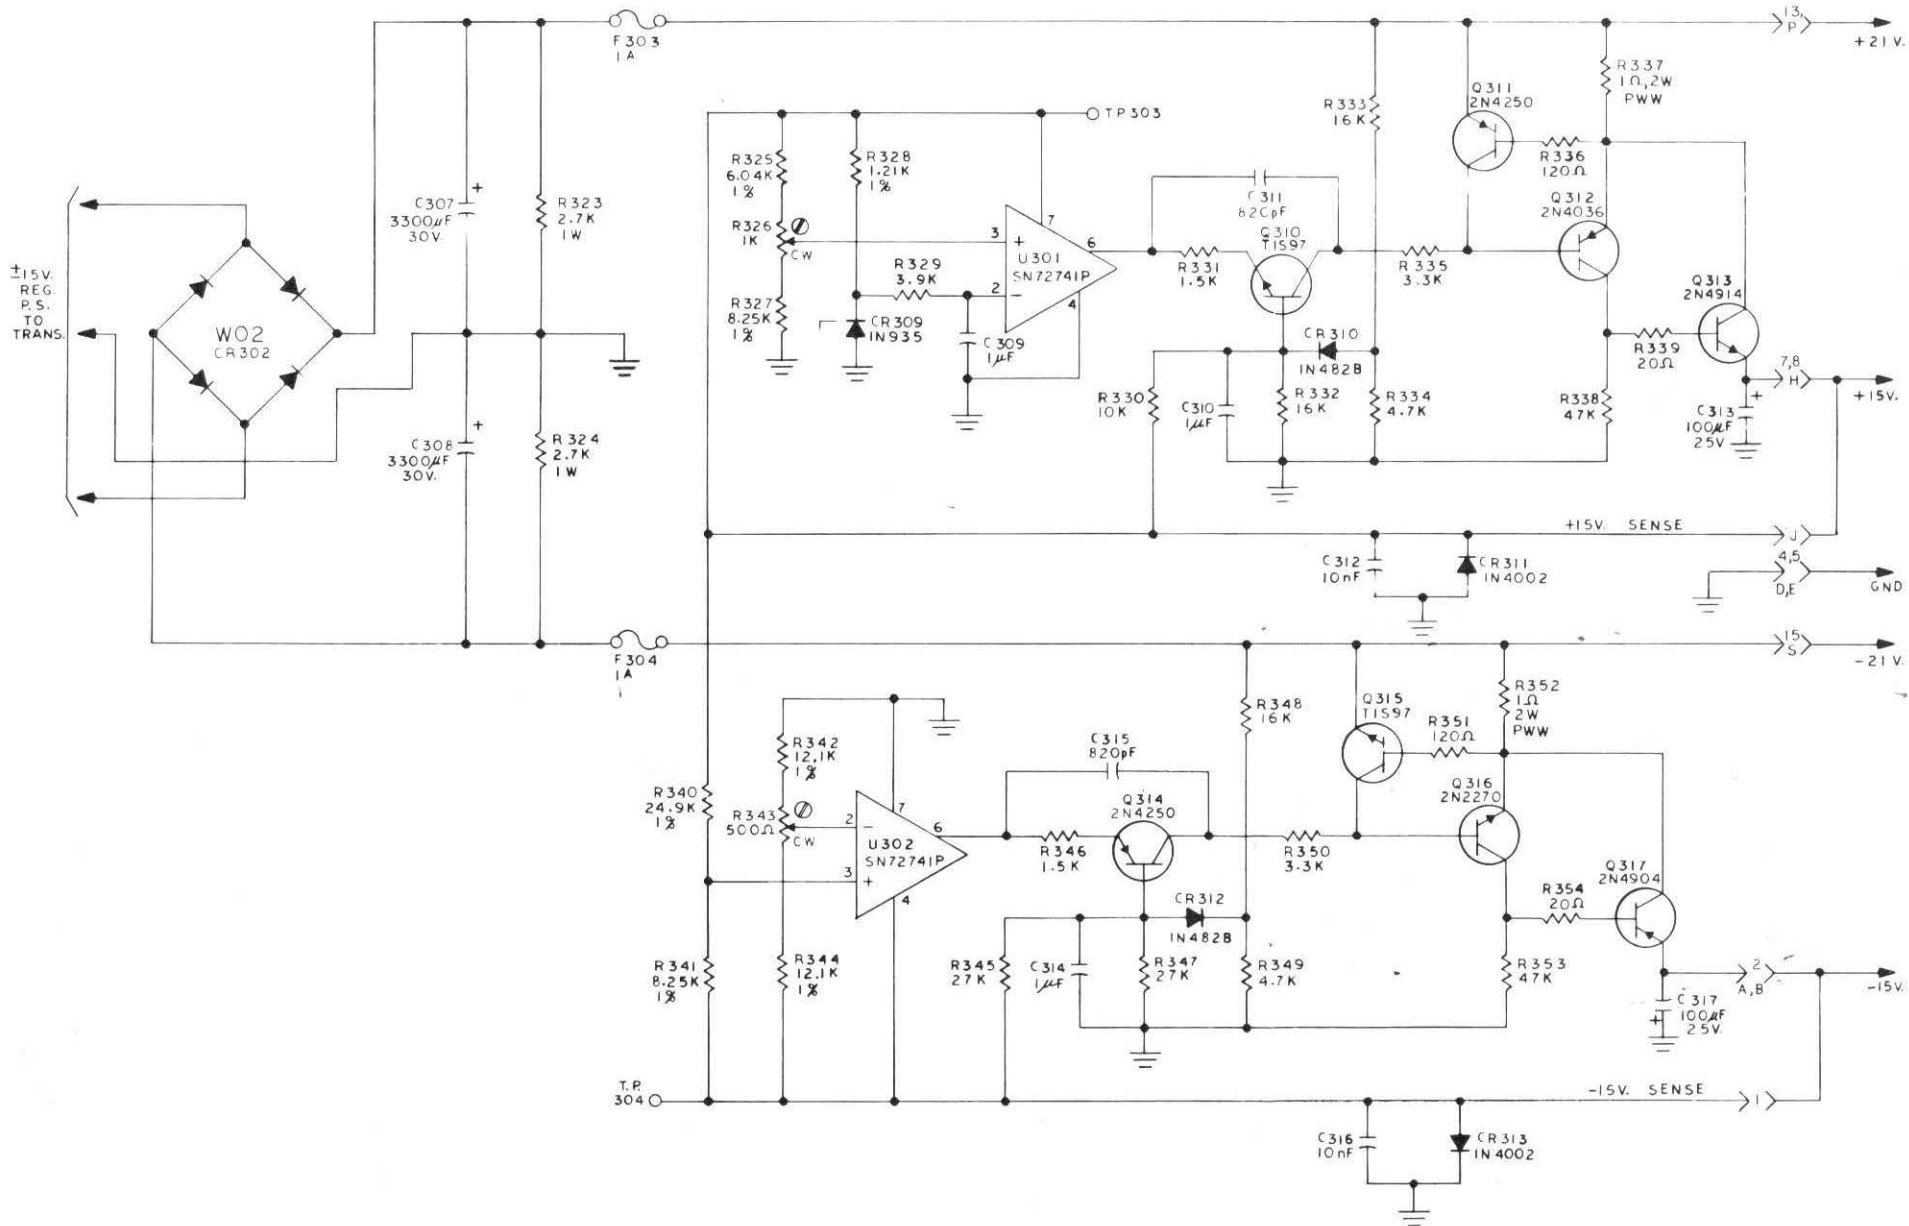 F303
1A
13,
P
+21V.
R337
1Ω,2W
PWW
Q311
2N4250
R333
16K
TP303
R325
6.04K
1%
R328
1.21K
1%
R336
120Ω
C311
820pF
Q312
2N4036
C307
3300µF
30V.
+
R323
2.7K
1W
R326
1K
CW
3
+
7
6
U301
SN72741P
2
−
4
Q310
TIS97
R331
1.5K
R335
3.3K
±15V.
REG.
P.S.
TO
TRANS.
R329
3.9K
R327
8.25K
1%
CR309
IN935
C309
1µF
Q313
2N4914
W02
CR302
CR310
IN482B
R339
20Ω
7,8
H
+15V.
R330
10K
C310
1µF
R332
16K
R334
4.7K
R338
47K
C313
100µF
25V
+
C308
3300µF
30V.
+
R324
2.7K
1W
+15V. SENSE
J
C312
10nF
CR311
IN4002
4,5
D,E
GND
F304
1A
15
S
-21V.
R348
16K
Q315
TIS97
R352
1Ω
2W
PWW
R351
120Ω
R342
12.1K
1%
C315
820pF
R340
24.9K
1%
R343
500Ω
CW
2
−
7
6
U302
SN72741P
3
+
4
Q314
2N4250
R346
1.5K
R350
3.3K
Q316
2N2270
Q317
2N4904
R354
20Ω
CR312
IN482B
R341
8.25K
1%
R344
12.1K
1%
R345
27K
C314
1µF
R347
27K
R349
4.7K
R353
47K
2
A,B
-15V.
C317
100µF
25V.
+
T.P.
304
-15V. SENSE
1
C316
10nF
CR313
IN4002